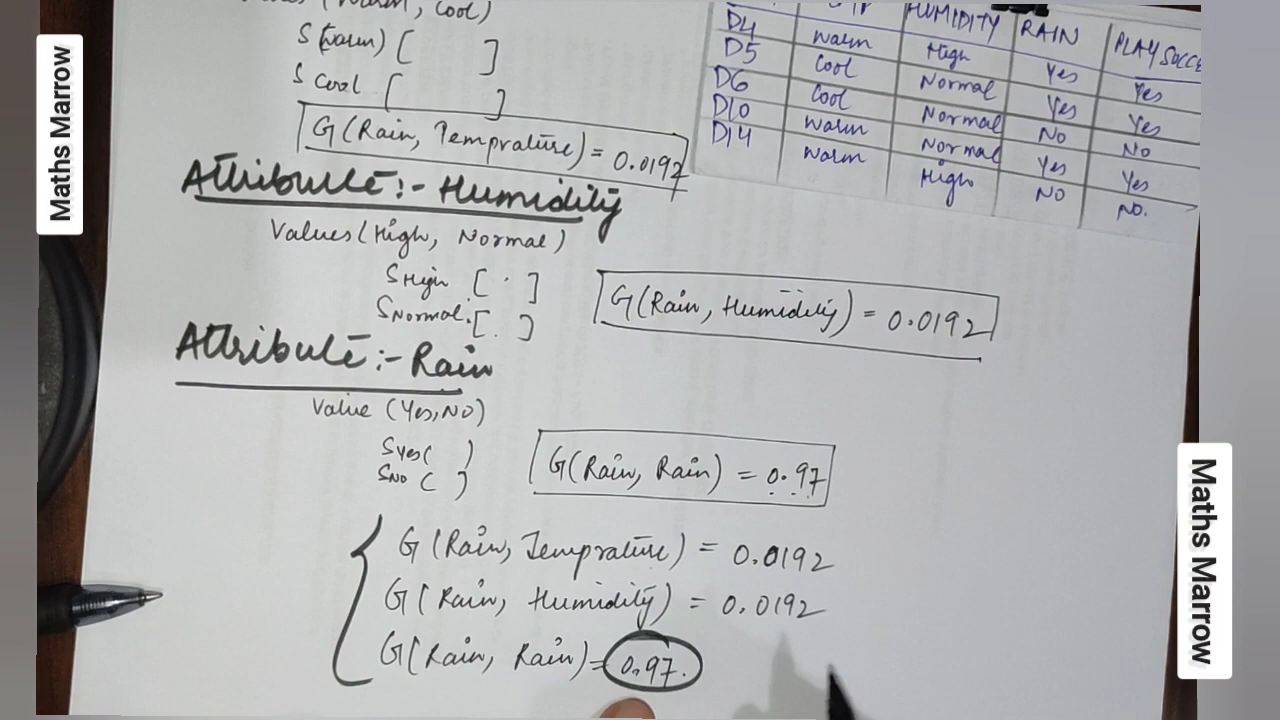 (Warm, Cool)
S (warm) [ ]
S Cool [ ]
G(Rain, Temprature) = 0.0192
Attribute:- Humidity
Values (High, Normal)
SHigh [ ]
SNormal: [ ]
G(Rain, Humidity) = 0.0192
Attribute:- Rain
Value (Yes, NO)
SYes ( )
SNO ( )
G(Rain, Rain) = 0.97
G (Rain, Temprature) = 0.0192
G (Rain, Humidity) = 0.0192
G(Rain, Rain) = 0.97.
HUMIDITY RAIN PLAY SOCCE
D4 Warm High Yes Yes
D5 Cool Normal Yes Yes
D6 Cool Normal NO NO
D10 Warm Normal Yes Yes
D14 Warm High NO NO.
Maths Marrow
Maths Marrow